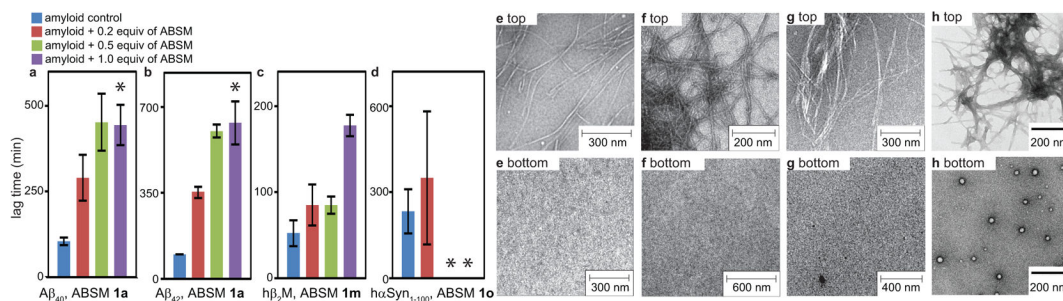 amyloid control
amyloid + 0.2 equiv of ABSM
amyloid + 0.5 equiv of ABSM
amyloid + 1.0 equiv of ABSM
a b c d
lag time (min)
500
250
0
*
Aβ₄₀, ABSM 1a
700
350
0
*
Aβ₄₂, ABSM 1a
200
100
0
hβ₂M, ABSM 1m
600
300
0
* *
hαSyn₁₋₁₀₀, ABSM 1o
e top
300 nm
f top
200 nm
g top
300 nm
h top
200 nm
e bottom
300 nm
f bottom
600 nm
g bottom
400 nm
h bottom
200 nm